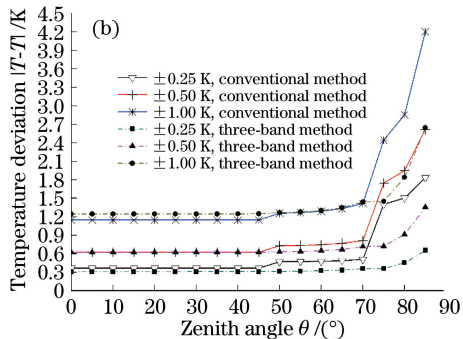 (b)
Temperature deviation |T-T| /K
4.5
4.2
3.9
3.6
3.3
3.0
2.7
2.4
2.1
1.8
1.5
1.2
0.9
0.6
0.3
0
±0.25 K, conventional method
±0.50 K, conventional method
±1.00 K, conventional method
±0.25 K, three-band method
±0.50 K, three-band method
±1.00 K, three-band method
0 10 20 30 40 50 60 70 80 90
Zenith angle θ /(°)